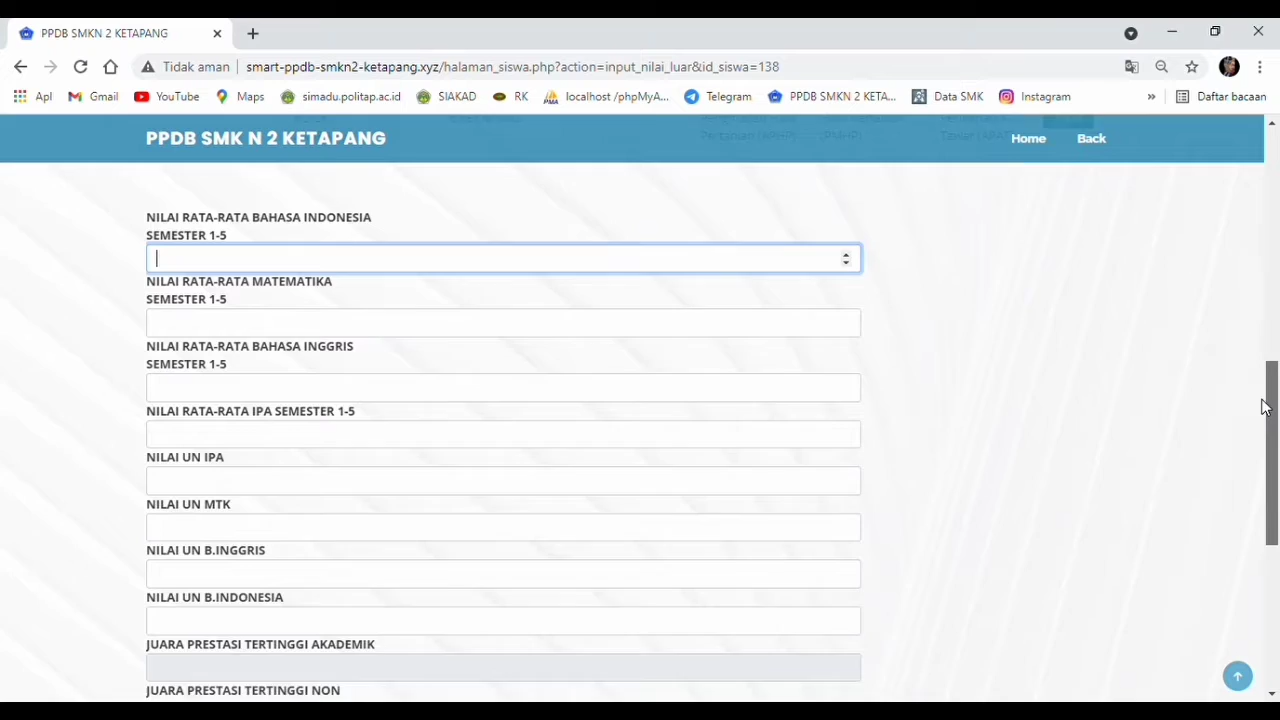 PPDB SMKN 2 KETAPANG
Tidak aman
smart-ppdb-smkn2-ketapang.xyz/halaman_siswa.php?action=input_nilai_luar&id_siswa=138
Apl Gmail YouTube Maps simadu.politap.ac.id SIAKAD RK localhost /phpMyA... Telegram PPDB SMKN 2 KETA... Data SMK Instagram » Daftar bacaan
PPDB SMK N 2 KETAPANG
Home Back
NILAI RATA-RATA BAHASA INDONESIA
SEMESTER 1-5
NILAI RATA-RATA MATEMATIKA
SEMESTER 1-5
NILAI RATA-RATA BAHASA INGGRIS
SEMESTER 1-5
NILAI RATA-RATA IPA SEMESTER 1-5
NILAI UN IPA
NILAI UN MTK
NILAI UN B.INGGRIS
NILAI UN B.INDONESIA
JUARA PRESTASI TERTINGGI AKADEMIK
JUARA PRESTASI TERTINGGI NON